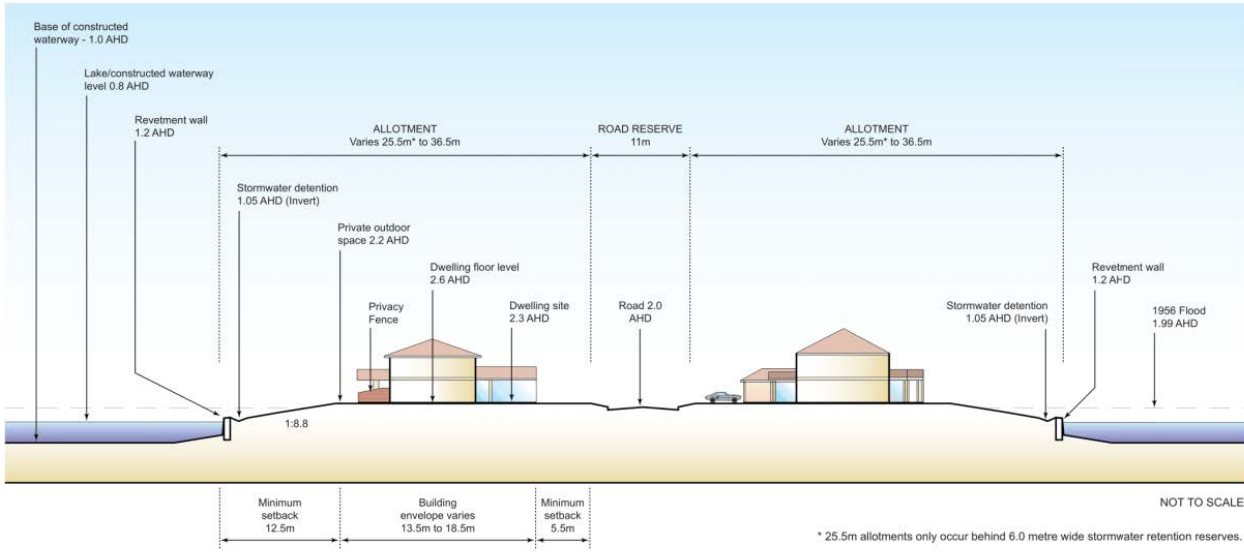 Base of constructed
waterway - 1.0 AHD
Lake/constructed waterway
level 0.8 AHD
Revetment wall
1.2 AHD
ALLOTMENT
Varies 25.5m* to 36.5m
ROAD RESERVE
11m
ALLOTMENT
Varies 25.5m* to 36.5m
Stormwater detention
1.05 AHD (Invert)
Private outdoor
space 2.2 AHD
Dwelling floor level
2.6 AHD
Privacy
Fence
Dwelling site
2.3 AHD
Road 2.0
AHD
Stormwater detention
1.05 AHD (Invert)
Revetment wall
1.2 AHD
1956 Flood
1.99 AHD
1:8.8
Minimum
setback
12.5m
Building
envelope varies
13.5m to 18.5m
Minimum
setback
5.5m
NOT TO SCALE
* 25.5m allotments only occur behind 6.0 metre wide stormwater retention reserves.